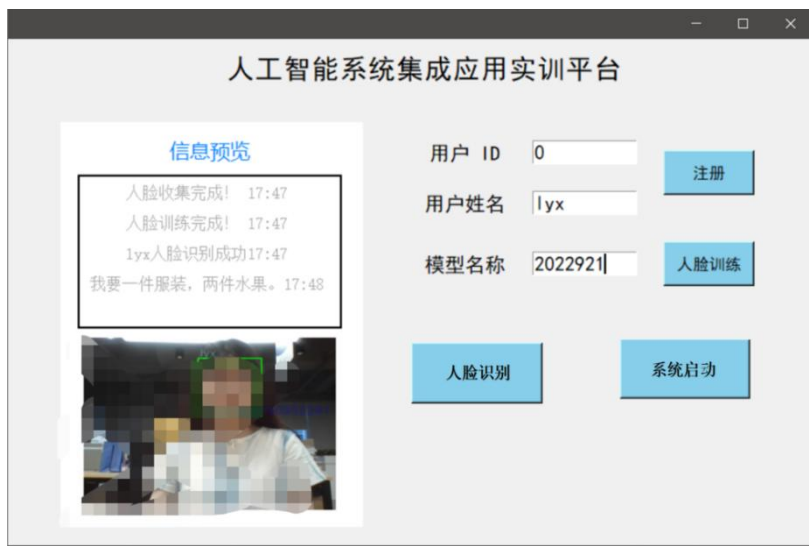 人工智能系统集成应用实训平台
信息预览
人脸收集完成! 17:47
人脸训练完成! 17:47
lyx人脸识别成功17:47
我要一件服装，两件水果。17:48
用户 ID 0
用户姓名 lyx
模型名称 2022921
注册
人脸训练
人脸识别
系统启动